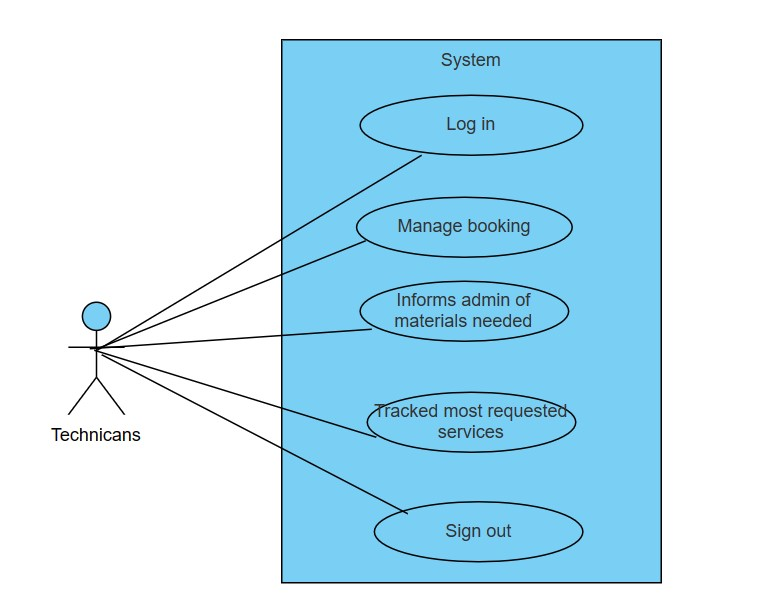 System
Log in
Manage booking
Informs admin of
materials needed
Tracked most requested
services
Sign out
Technicans